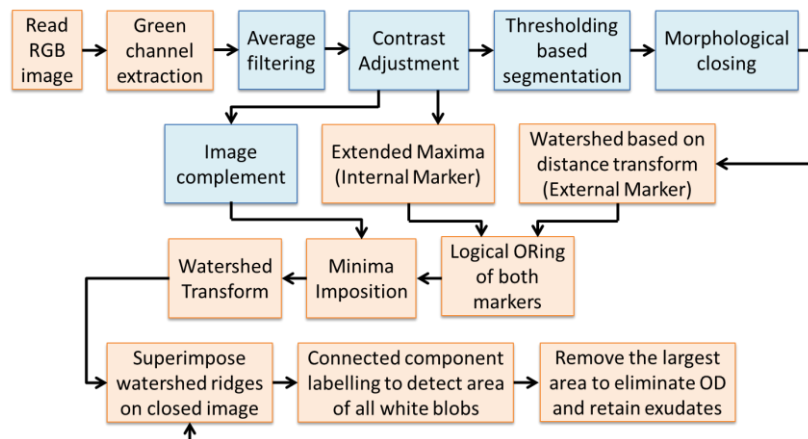 Read
RGB
image
Green
channel
extraction
Average
filtering
Contrast
Adjustment
Thresholding
based
segmentation
Morphological
closing
Image
complement
Extended Maxima
(Internal Marker)
Watershed based on
distance transform
(External Marker)
Watershed
Transform
Minima
Imposition
Logical ORing
of both
markers
Superimpose
watershed ridges
on closed image
Connected component
labelling to detect area
of all white blobs
Remove the largest
area to eliminate OD
and retain exudates